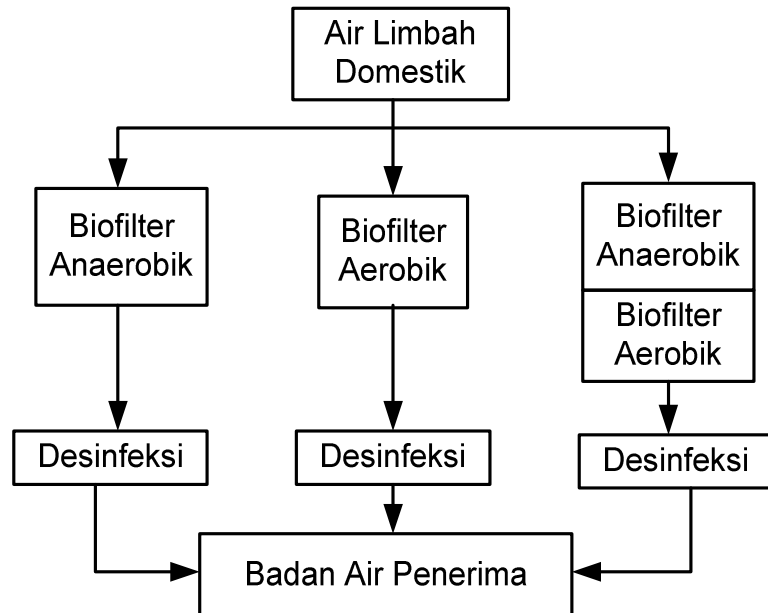 Air Limbah
Domestik
Biofilter
Anaerobik
Biofilter
Aerobik
Biofilter
Anaerobik
Biofilter
Aerobik
Desinfeksi
Desinfeksi
Desinfeksi
Badan Air Penerima